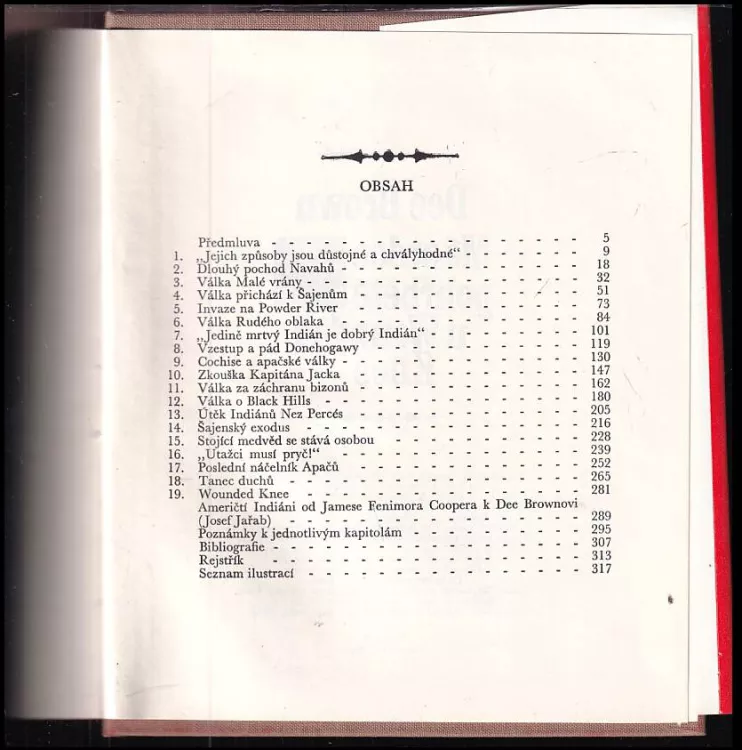 OBSAH
Předmluva - - - - - - - - - - - - - - - - - - 5
1. „Jejich způsoby jsou důstojné a chvályhodné“ - - - - - - - 9
2. Dlouhý pochod Navahů - - - - - - - - - - - - - - 18
3. Válka Malé vrány - - - - - - - - - - - - - - - - 32
4. Válka přichází k Šajenům - - - - - - - - - - - - - 51
5. Invaze na Powder River - - - - - - - - - - - - - - 73
6. Válka Rudého oblaka - - - - - - - - - - - - - - - 84
7. „Jedině mrtvý Indián je dobrý Indián“ - - - - - - - - - 101
8. Vzestup a pád Donehogawy - - - - - - - - - - - - 119
9. Cochise a apačské války - - - - - - - - - - - - - - 130
10. Zkouška Kapitána Jacka - - - - - - - - - - - - - - 147
11. Válka za záchranu bizonů - - - - - - - - - - - - - 162
12. Válka o Black Hills - - - - - - - - - - - - - - - - 180
13. Útěk Indiánů Nez Percés - - - - - - - - - - - - - - 205
14. Šajenský exodus - - - - - - - - - - - - - - - - - 216
15. Stojící medvěd se stává osobou - - - - - - - - - - - - 228
16. „Utažci musí pryč!“ - - - - - - - - - - - - - - - - 239
17. Poslední náčelník Apačů - - - - - - - - - - - - - - 252
18. Tanec duchů - - - - - - - - - - - - - - - - - - 265
19. Wounded Knee - - - - - - - - - - - - - - - - - 281
Američtí Indiáni od Jamese Fenimora Coopera k Dee Brownovi
(Josef Jařab) - - - - - - - - - - - - - - - - - - 289
Poznámky k jednotlivým kapitolám - - - - - - - - - - 295
Bibliografie - - - - - - - - - - - - - - - - - - 307
Rejstřík - - - - - - - - - - - - - - - - - - - 313
Seznam ilustrací - - - - - - - - - - - - - - - - 317